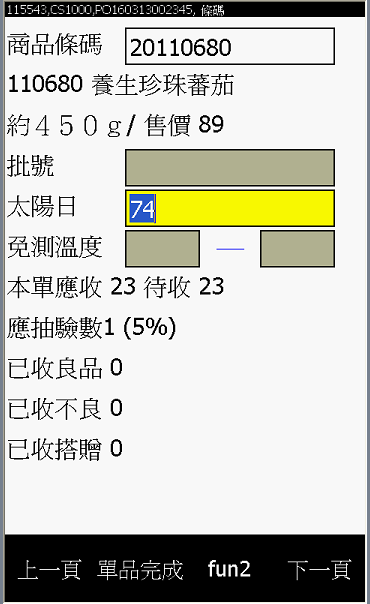 115543,CS1000,PO160313002345, 條碼
商品條碼 20110680
110680 養生珍珠蕃茄
約４５０ｇ/ 售價 89
批號
太陽日 74
免測溫度 —
本單應收 23 待收 23
應抽驗數1 (5%)
已收良品 0
已收不良 0
已收搭贈 0
上一頁 單品完成 fun2 下一頁